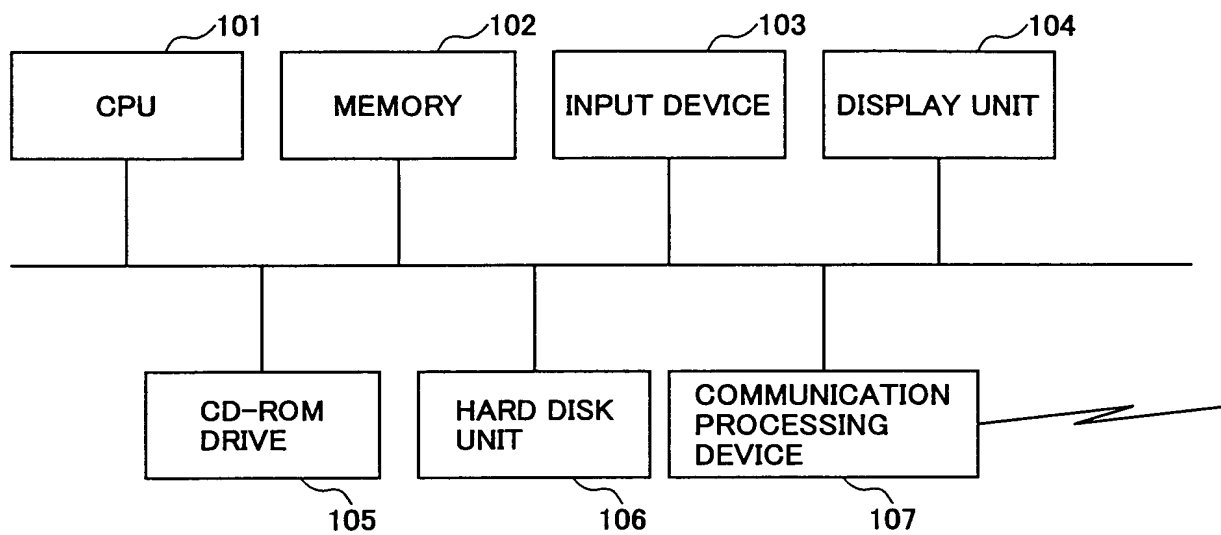 101
102
103
104
CPU
MEMORY
INPUT DEVICE
DISPLAY UNIT
CD-ROM
DRIVE
HARD DISK
UNIT
COMMUNICATION
PROCESSING
DEVICE
105
106
107